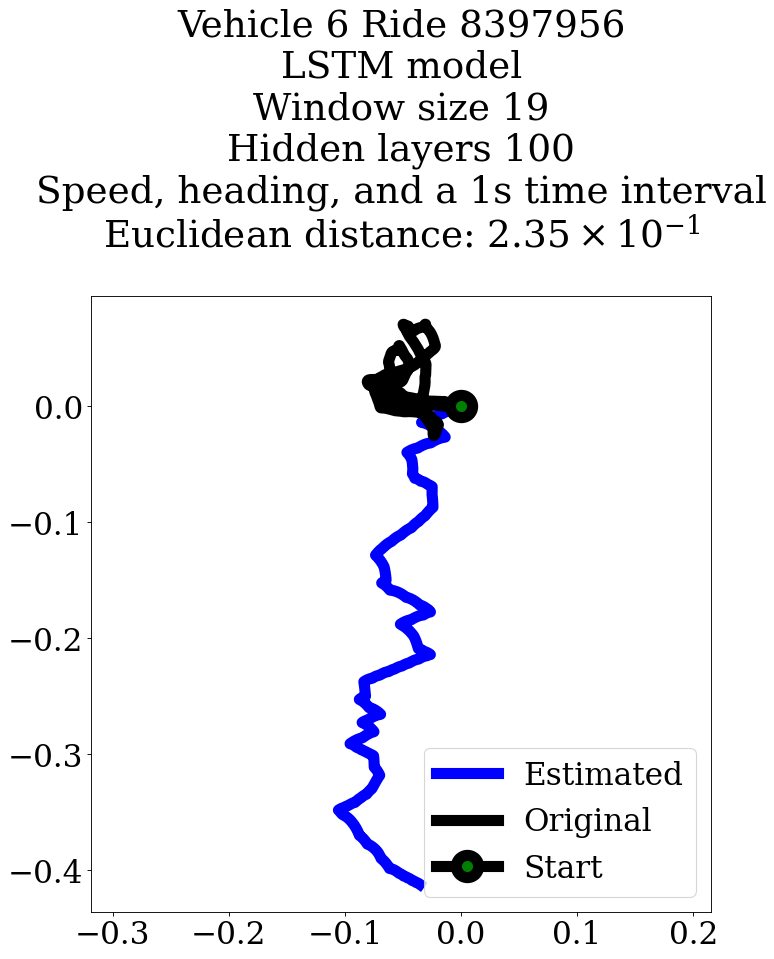 Vehicle 6 Ride 8397956
LSTM model
Window size 19
Hidden layers 100
Speed, heading, and a 1s time interval
Euclidean distance: 2.35 × 10⁻¹
0.0
−0.1
−0.2
−0.3
−0.4
Estimated
Original
Start
−0.3 −0.2 −0.1 0.0 0.1 0.2